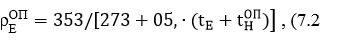 ρ_E^ОП = 353/[273 + 05, · (t_E + t_H^ОП)] , (7.2